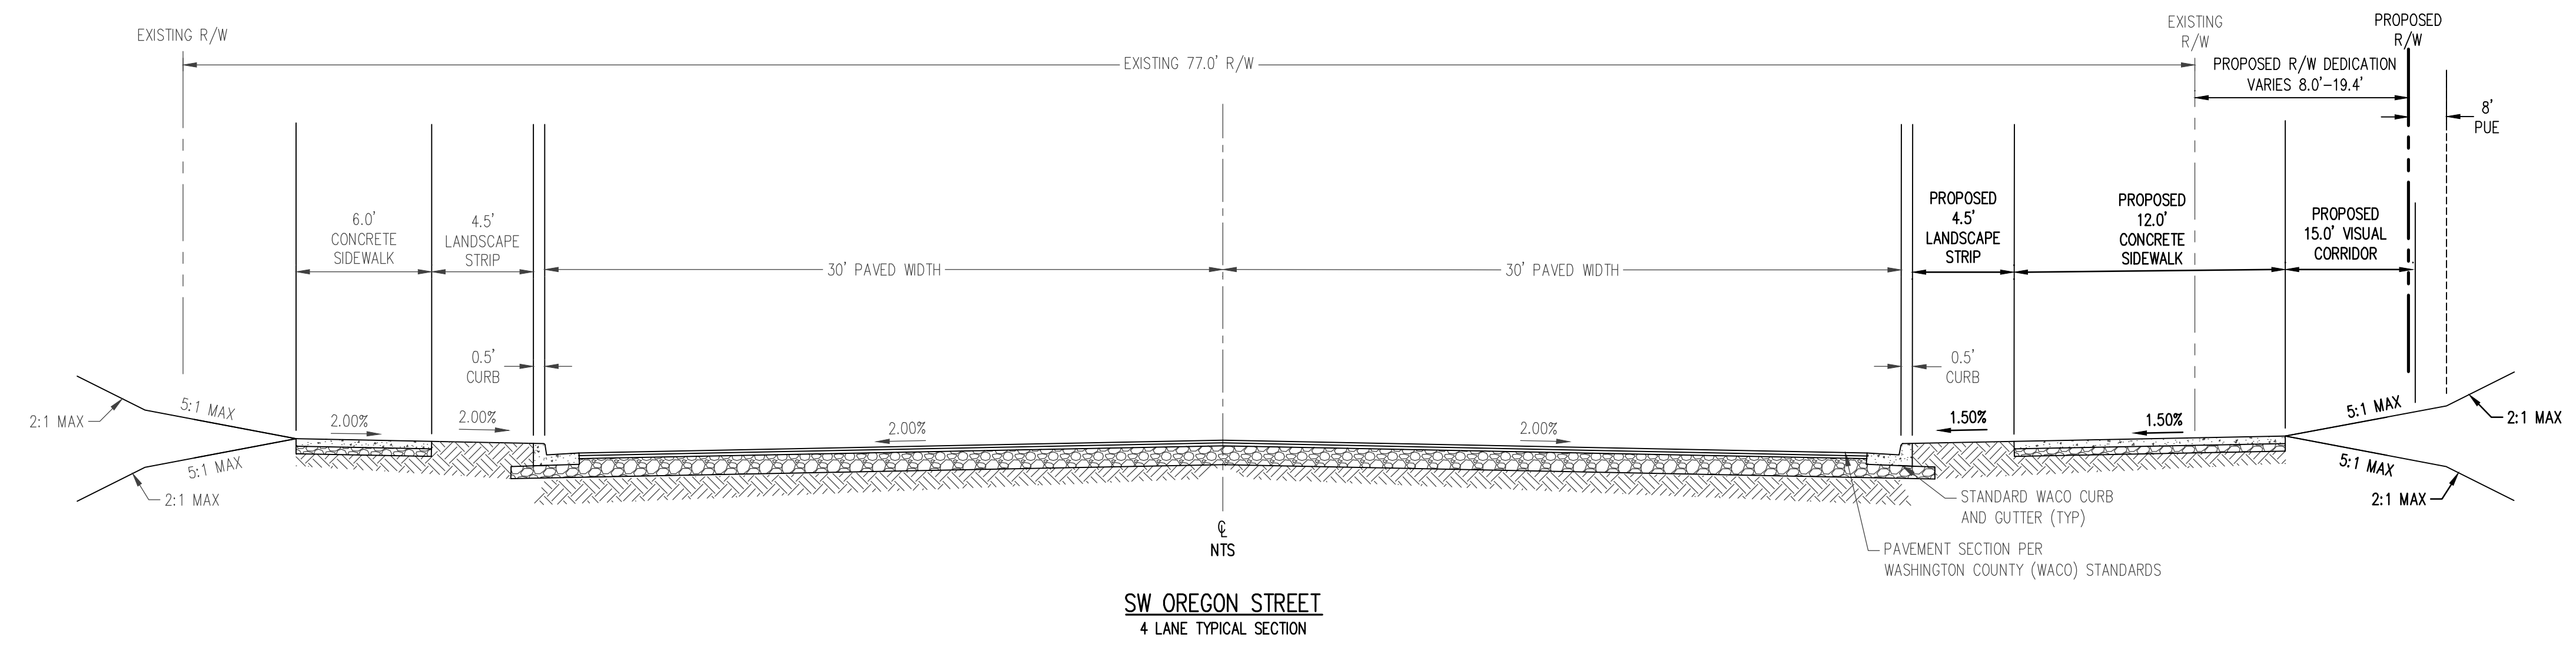 EXISTING R/W
EXISTING 77.0' R/W
EXISTING
R/W
PROPOSED
R/W
PROPOSED R/W DEDICATION
VARIES 8.0'-19.4'
8'
PUE
6.0'
CONCRETE
SIDEWALK
4.5'
LANDSCAPE
STRIP
30' PAVED WIDTH
30' PAVED WIDTH
PROPOSED
4.5'
LANDSCAPE
STRIP
PROPOSED
12.0'
CONCRETE
SIDEWALK
PROPOSED
15.0' VISUAL
CORRIDOR
0.5'
CURB
0.5'
CURB
2:1 MAX
5:1 MAX
2.00%
2.00%
2.00%
2.00%
1.50%
1.50%
5:1 MAX
2:1 MAX
5:1 MAX
2:1 MAX
5:1 MAX
2:1 MAX
STANDARD WACO CURB
AND GUTTER (TYP)
PAVEMENT SECTION PER
WASHINGTON COUNTY (WACO) STANDARDS
CL
NTS
SW OREGON STREET
4 LANE TYPICAL SECTION